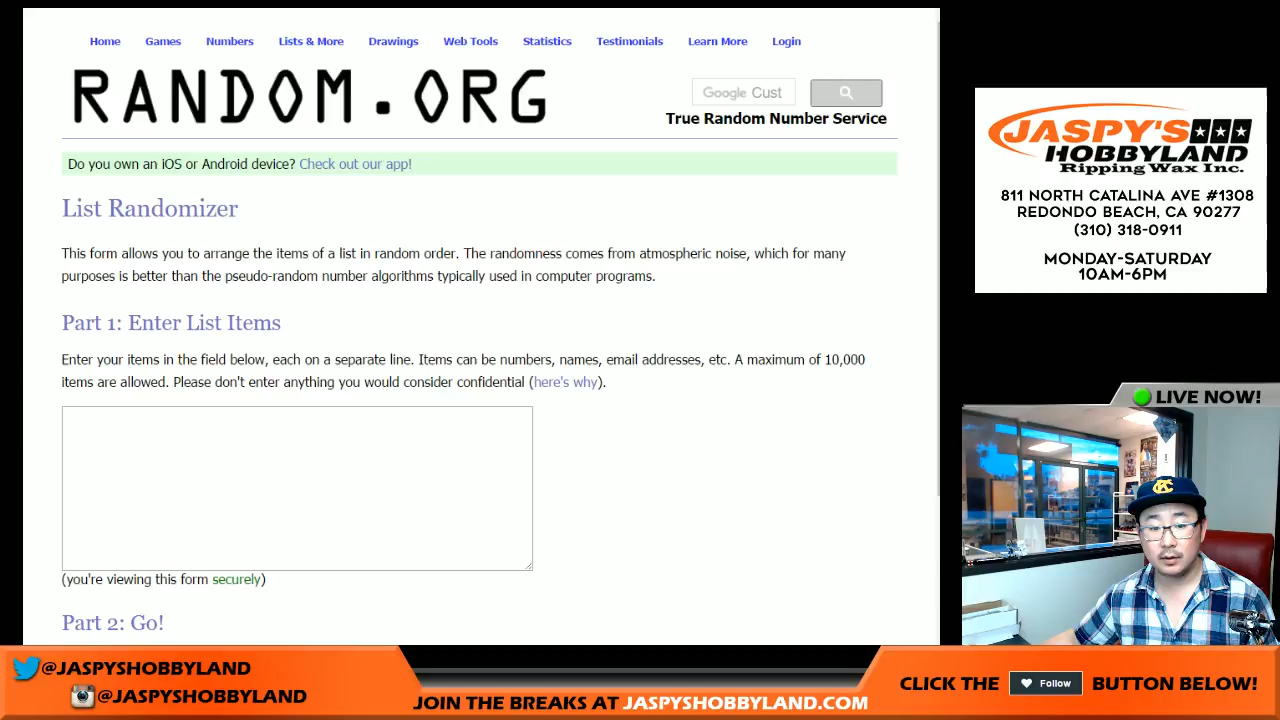 Home Games Numbers Lists & More Drawings Web Tools Statistics Testimonials Learn More Login
RANDOM.ORG
Google Cust
True Random Number Service
Do you own an iOS or Android device? Check out our app!
List Randomizer
This form allows you to arrange the items of a list in random order. The randomness comes from atmospheric noise, which for many
purposes is better than the pseudo-random number algorithms typically used in computer programs.
Part 1: Enter List Items
Enter your items in the field below, each on a separate line. Items can be numbers, names, email addresses, etc. A maximum of 10,000
items are allowed. Please don't enter anything you would consider confidential (here's why).
(you're viewing this form securely)
Part 2: Go!
JASPY'S
HOBBYLAND
Ripping Wax Inc.
811 NORTH CATALINA AVE #1308
REDONDO BEACH, CA 90277
(310) 318-0911
MONDAY-SATURDAY
10AM-6PM
LIVE NOW!
KC
@JASPYSHOBBYLAND
@JASPYSHOBBYLAND
JOIN THE BREAKS AT JASPYSHOBBYLAND.COM
CLICK THE Follow BUTTON BELOW!